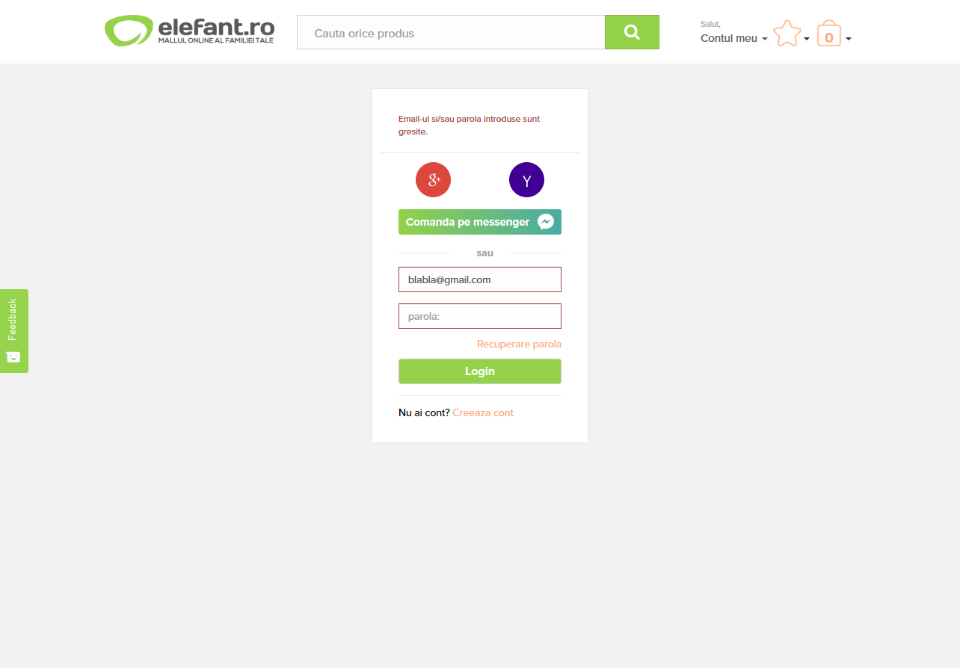 elefant.ro
MALLUL ONLINE AL FAMILIEI TALE
Cauta orice produs
Salut,
Contul meu
0
Email-ul si/sau parola introduse sunt
gresite.
g+
Y
Comanda pe messenger
sau
blabla@gmail.com
parola:
Feedback
Recuperare parola
Login
Nu ai cont? Creeaza cont